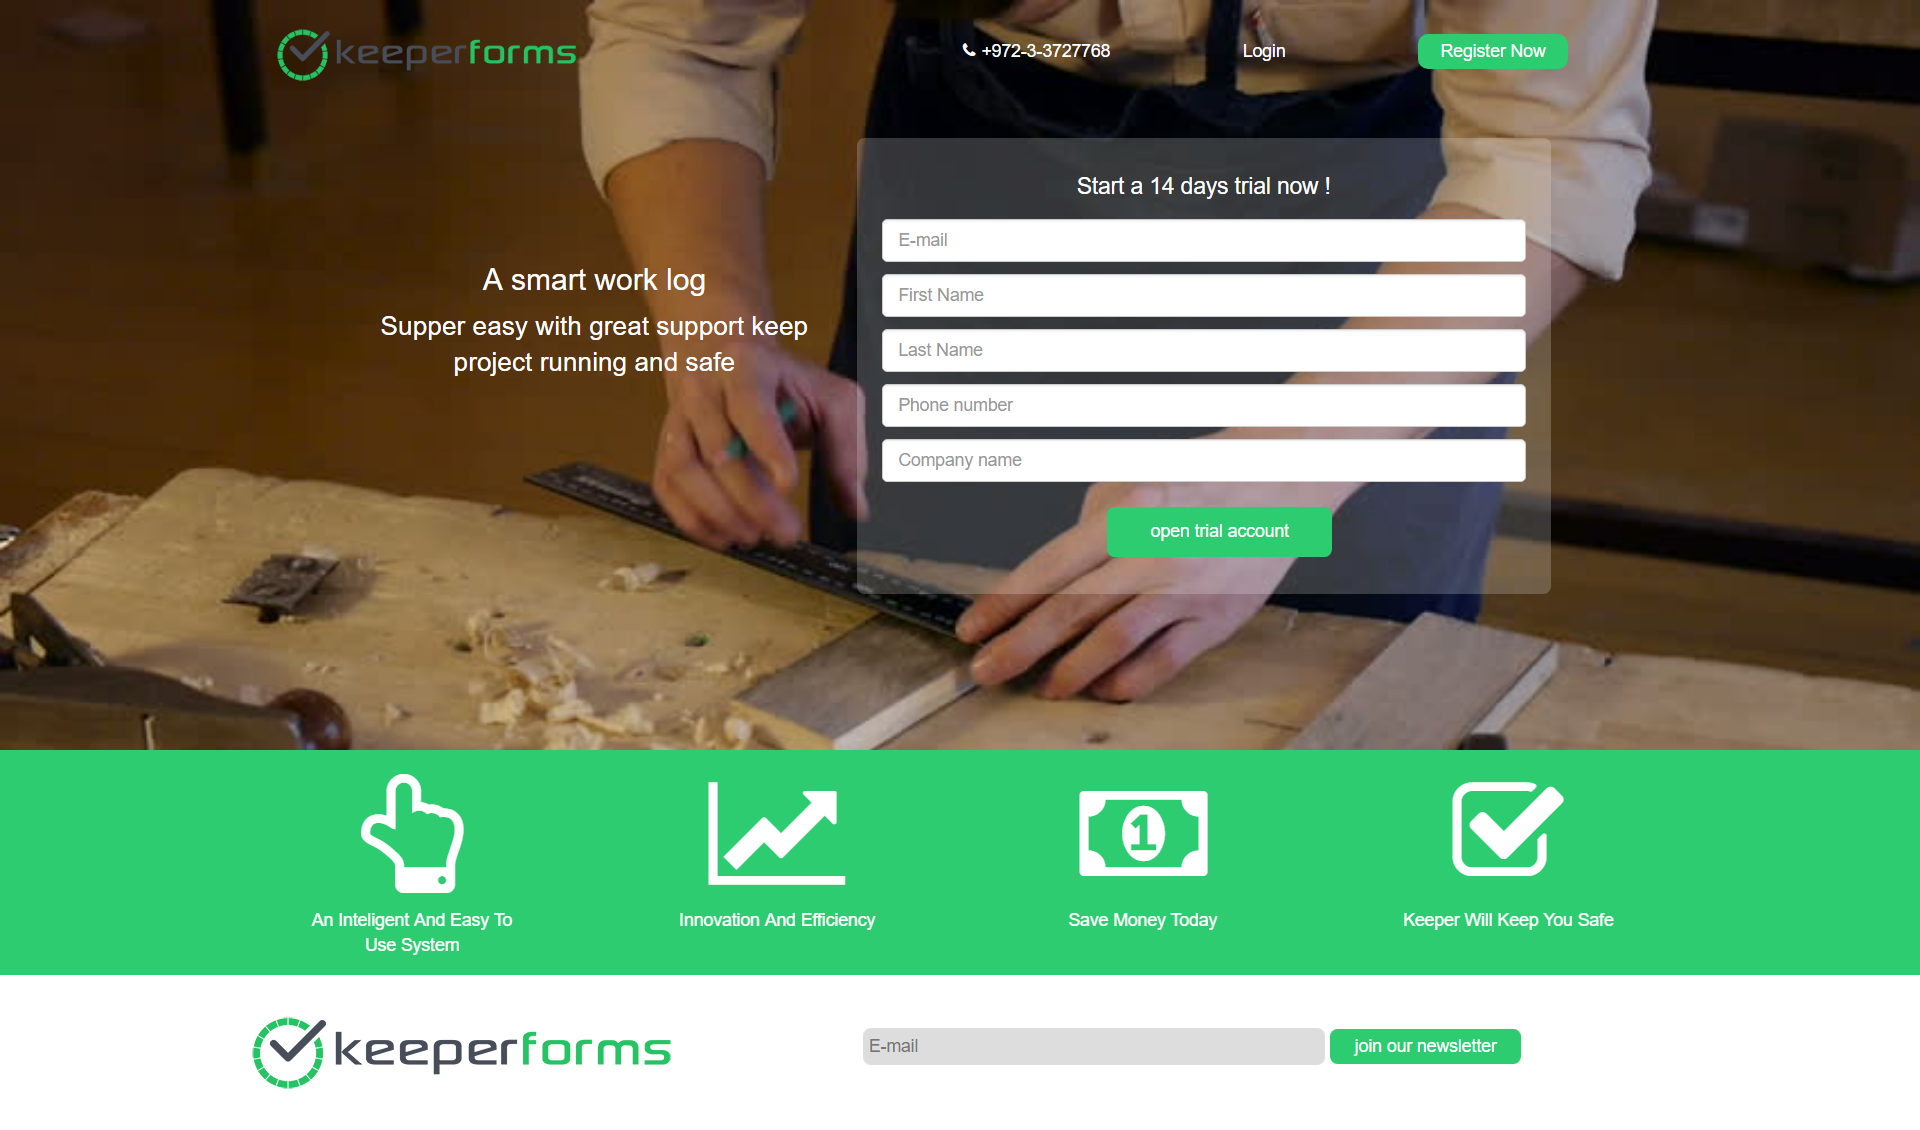 keeperforms
+972-3-3727768
Login
Register Now
Start a 14 days trial now !
E-mail
First Name
Last Name
Phone number
Company name
open trial account
A smart work log
Supper easy with great support keep
project running and safe
1
An Inteligent And Easy To
Use System
Innovation And Efficiency
Save Money Today
Keeper Will Keep You Safe
keeperforms
E-mail
join our newsletter